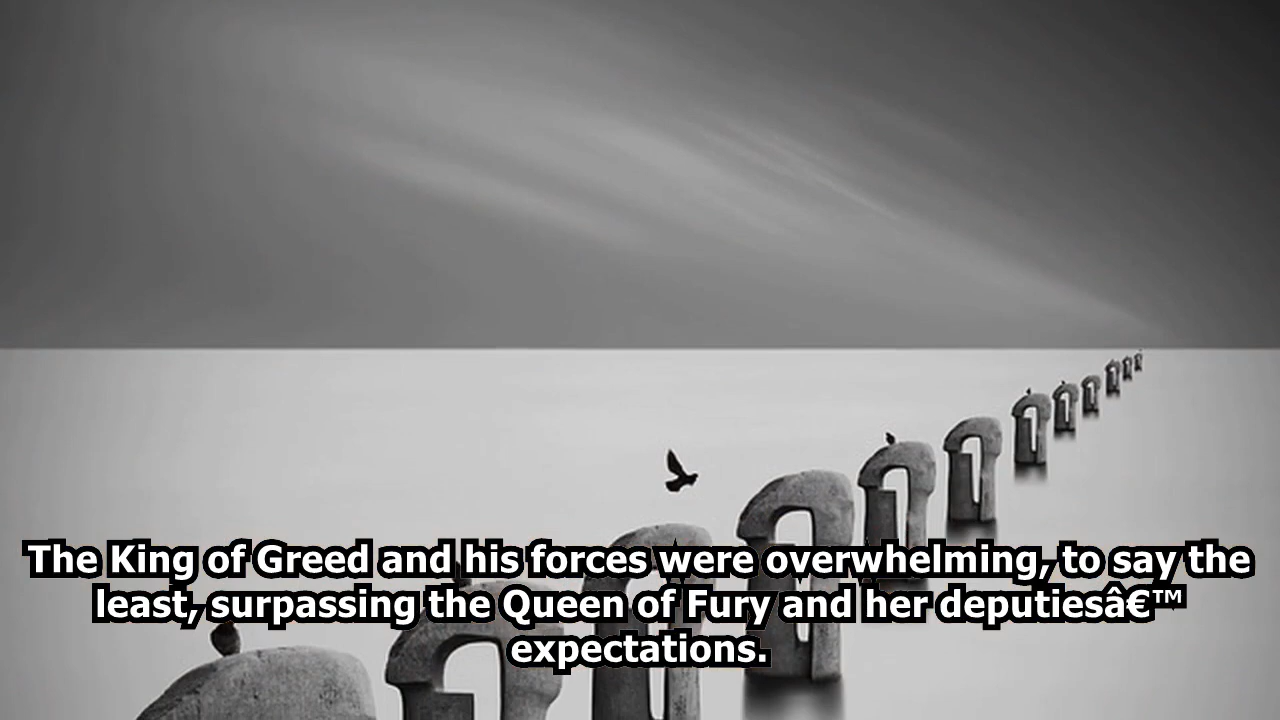 The King of Greed and his forces were overwhelming, to say the
least, surpassing the Queen of Fury and her deputiesâ€™
expectations.